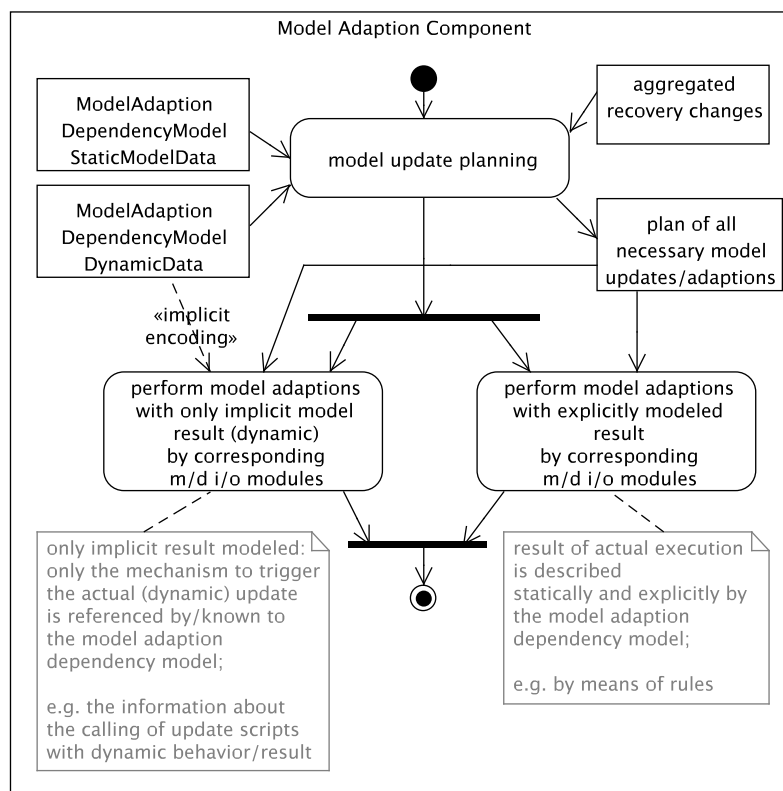 Model Adaption Component
ModelAdaption
DependencyModel
StaticModelData
aggregated
recovery changes
model update planning
ModelAdaption
DependencyModel
DynamicData
plan of all
necessary model
updates/adaptions
«implicit
encoding»
perform model adaptions
with only implicit model
result (dynamic)
by corresponding
m/d i/o modules
perform model adaptions
with explicitly modeled
result
by corresponding
m/d i/o modules
only implicit result modeled:
only the mechanism to trigger
the actual (dynamic) update
is referenced by/known to
the model adaption
dependency model;
e.g. the information about
the calling of update scripts
with dynamic behavior/result
result of actual execution
is described
statically and explicitly by
the model adaption
dependency model;
e.g. by means of rules